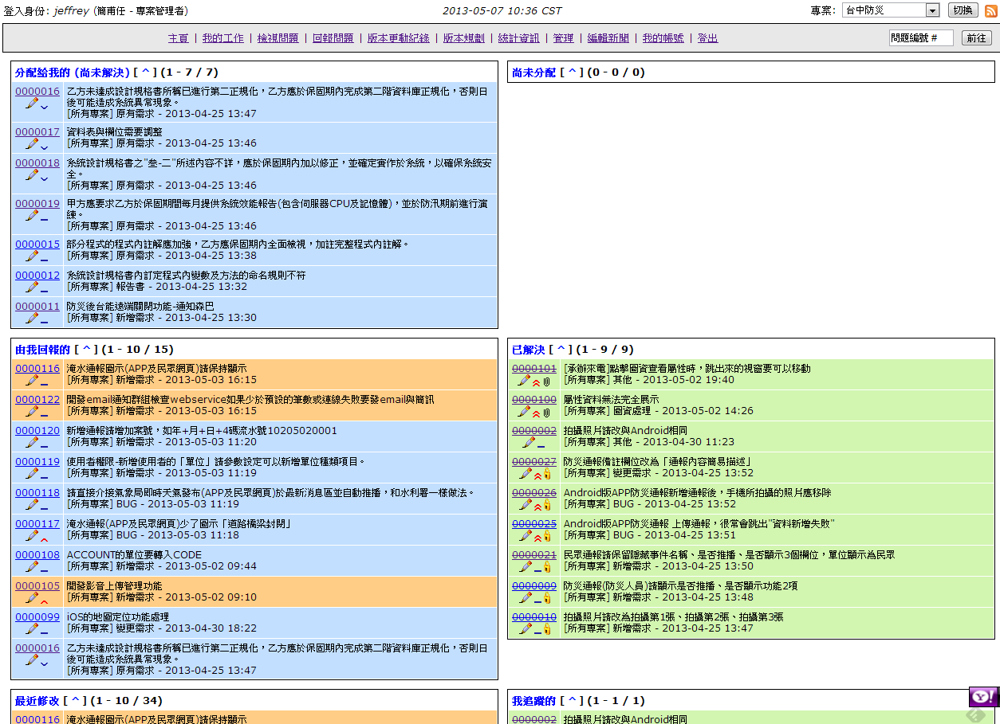 登入身份: jeffrey (簡甫任 - 專案管理者)
2013-05-07 10:36 CST
專案: 台中防災 切換
主頁 | 我的工作 | 檢視問題 | 回報問題 | 版本更動紀錄 | 版本規劃 | 統計資訊 | 管理 | 編輯新聞 | 我的帳號 | 登出
問題編號 # 前往
分配給我的 (尚未解決) [ ^ ] (1 - 7 / 7)
0000016 乙方未達成設計規格書所稱已進行第二正規化，乙方應於保固期內完成第二階資料庫正規化，否則日
後可能造成系統異常現象。
[所有專案] 原有需求 - 2013-04-25 13:47
0000017 資料表與欄位需要調整
[所有專案] 原有需求 - 2013-04-25 13:46
0000018 系統設計規格書之"叁-二"所述內容不詳，應於保固期內加以修正，並確定實作於系統，以確保系統安
全。
[所有專案] 原有需求 - 2013-04-25 13:46
0000019 甲方應要求乙方於保固期間每月提供系統效能報告(包含伺服器CPU及記憶體)，並於防汛期前進行演
練。
[所有專案] 原有需求 - 2013-04-25 13:46
0000015 部分程式的程式內註解應加強，乙方應保固期內全面檢視，加註完整程式內註解。
[所有專案] 原有需求 - 2013-04-25 13:38
0000012 系統設計規格書內訂定程式內變數及方法的命名規則不符
[所有專案] 報告書 - 2013-04-25 13:32
0000011 防災後台能遠端關閉功能-通知森巴
[所有專案] 新增需求 - 2013-04-25 13:30
尚未分配 [ ^ ] (0 - 0 / 0)
由我回報的 [ ^ ] (1 - 10 / 15)
0000116 淹水通報圖示(APP及民眾網頁)請保持顯示
[所有專案] 新增需求 - 2013-05-03 16:15
0000122 開發email通知群組檢查webservice如果少於預設的筆數或連線失敗要發email與簡訊
[所有專案] 新增需求 - 2013-05-03 16:15
0000120 新增通報請增加案號，如年+月+日+4碼流水號10205020001
[所有專案] 新增需求 - 2013-05-03 11:20
0000119 使用者權限-新增使用者的「單位」請參數設定可以新增單位種類項目。
[所有專案] 新增需求 - 2013-05-03 11:19
0000118 請直接介接氣象局即時天氣發布(APP及民眾網頁)於最新消息區並自動推播，和水利署一樣做法。
[所有專案] BUG - 2013-05-03 11:19
0000117 淹水通報(APP及民眾網頁)少了圖示「道路橋梁封閉」
[所有專案] BUG - 2013-05-03 11:18
0000108 ACCOUNT的單位要轉入CODE
[所有專案] 新增需求 - 2013-05-02 09:44
0000105 開發影音上傳管理功能
[所有專案] 新增需求 - 2013-05-02 09:10
0000099 iOS的地圖定位功能處理
[所有專案] 變更需求 - 2013-04-30 18:22
0000016 乙方未達成設計規格書所稱已進行第二正規化，乙方應於保固期內完成第二階資料庫正規化，否則日
後可能造成系統異常現象。
[所有專案] 原有需求 - 2013-04-25 13:47
已解決 [ ^ ] (1 - 9 / 9)
0000101 [承辦來電]點擊圖資查看屬性時，跳出來的視窗要可以移動
[所有專案] 其他 - 2013-05-02 19:40
0000100 屬性資料無法完全展示
[所有專案] 圖資處理 - 2013-05-02 14:26
0000002 拍攝照片請改與Android相同
[所有專案] 其他 - 2013-04-30 11:23
0000027 防災通報備註欄位改為「通報內容簡易描述」
[所有專案] 變更需求 - 2013-04-25 13:52
0000026 Android版APP防災通報新增通報後，手機所拍攝的照片應移除
[所有專案] BUG - 2013-04-25 13:52
0000025 Android版APP防災通報 上傳通報，很常會跳出"資料新增失敗"
[所有專案] BUG - 2013-04-25 13:51
0000021 民眾通報請保留隱藏事件名稱、是否推播、是否顯示3個欄位，單位顯示為民眾
[所有專案] 新增需求 - 2013-04-25 13:50
0000009 防災通報(防災人員)請顯示是否推播、是否顯示功能2項
[所有專案] 新增需求 - 2013-04-25 13:48
0000010 拍攝照片請改為拍攝第1張、拍攝第2張、拍攝第3張
[所有專案] 新增需求 - 2013-04-25 13:47
最近修改 [ ^ ] (1 - 10 / 34)
0000116 淹水通報圖示(APP及民眾網頁)請保持顯示
我追蹤的 [ ^ ] (1 - 1 / 1)
0000002 拍攝照片請改與Android相同
Y!